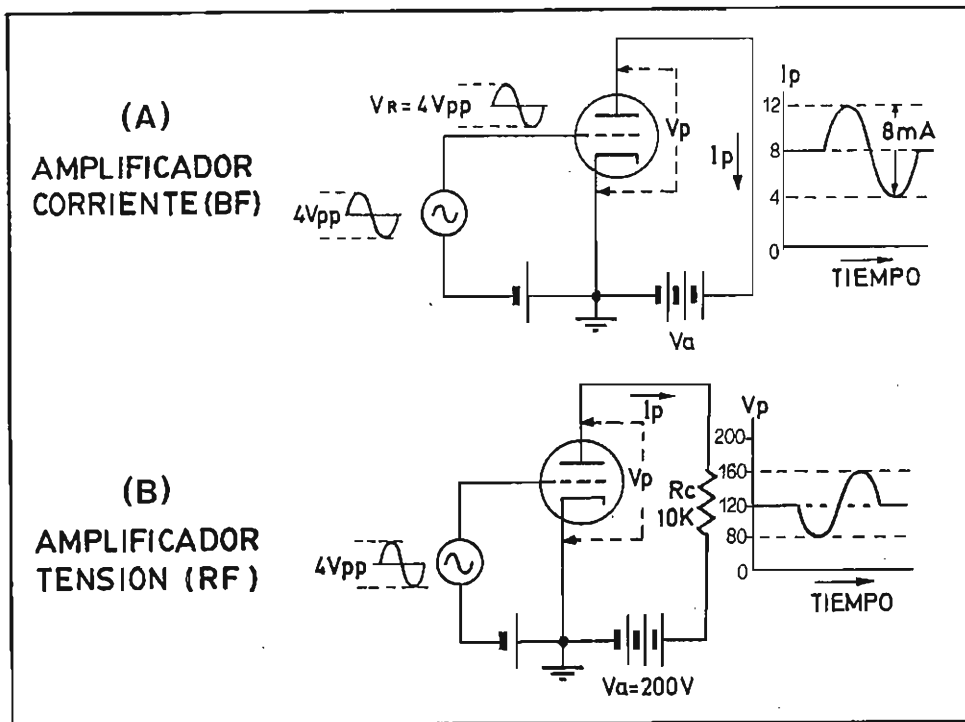 (A)
AMPLIFICADOR
CORRIENTE (BF)
VR = 4Vpp
4Vpp
Vp
Ip
Va
Ip
12
8
4
0
8mA
TIEMPO
(B)
AMPLIFICADOR
TENSION (RF)
4Vpp
Ip
Vp
Rc
10K
Va=200V
Vp
200
160
120
80
0
TIEMPO